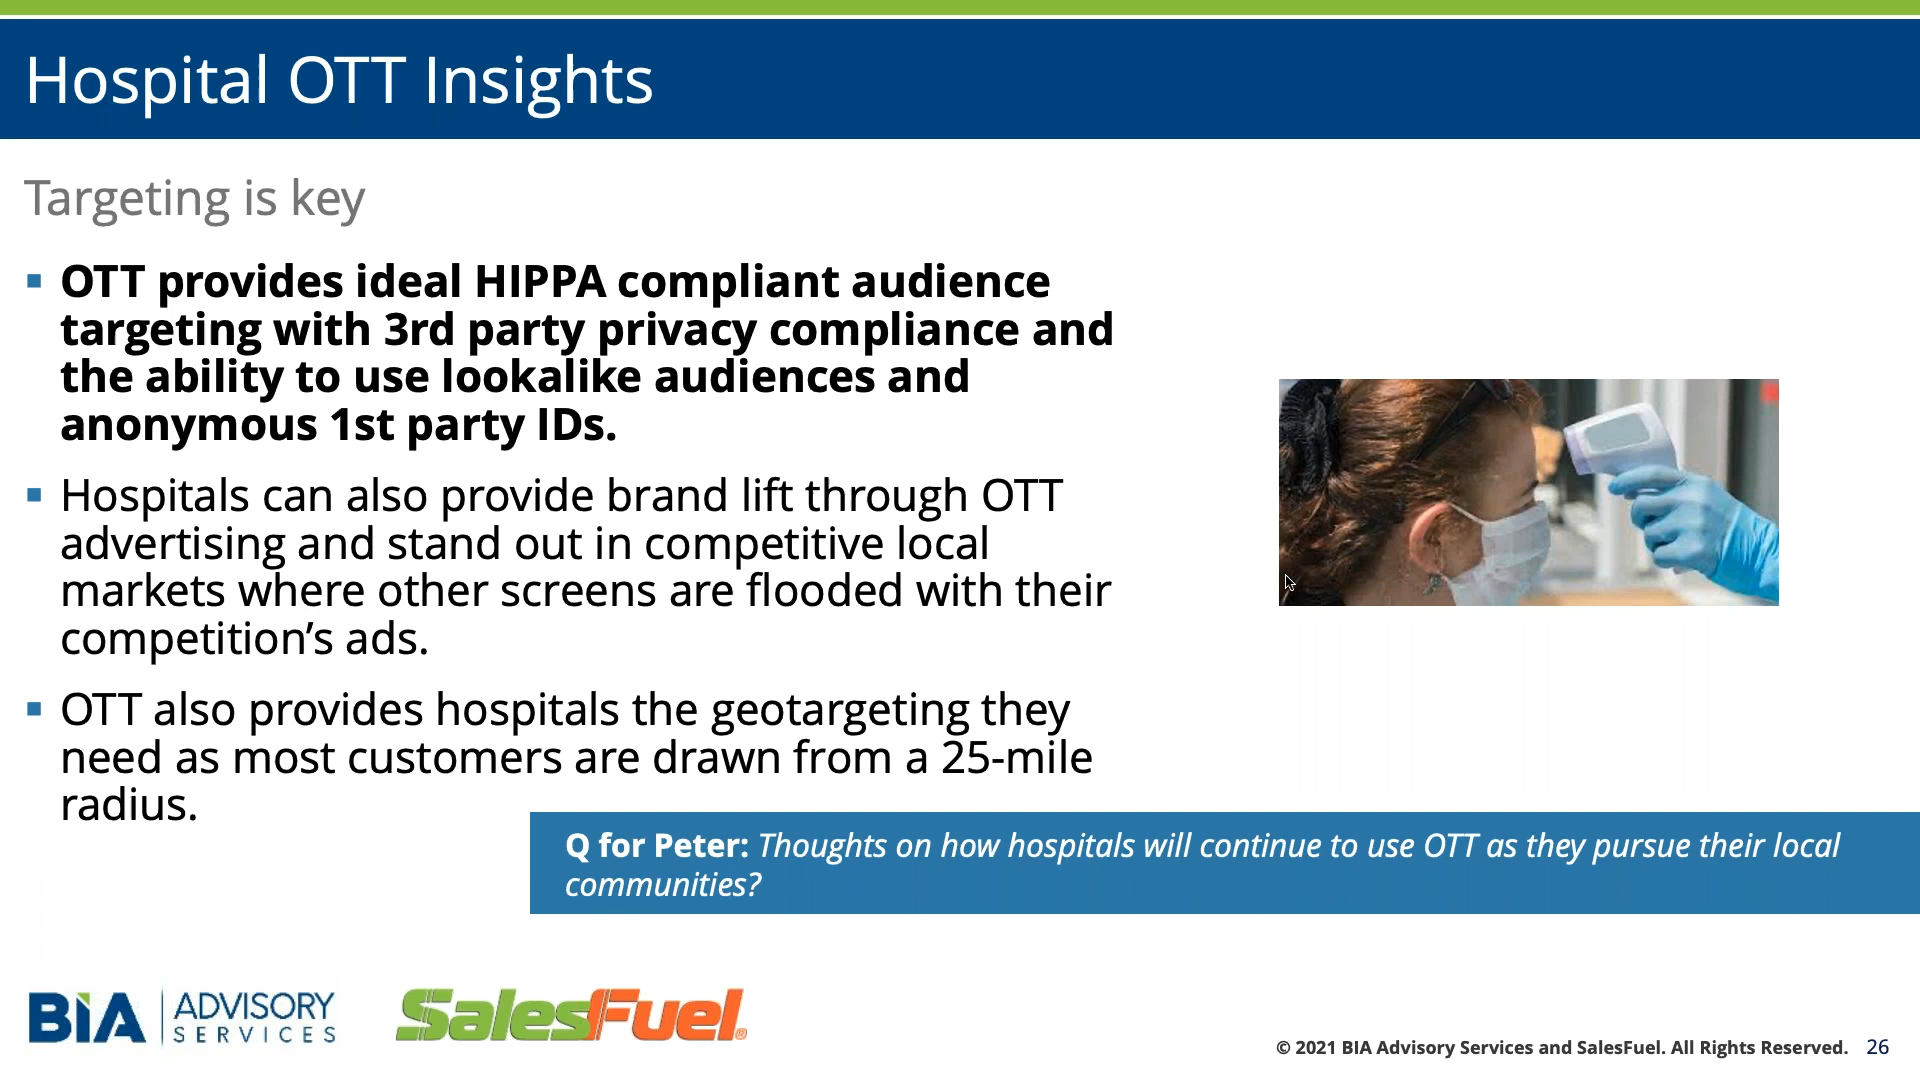 Hospital OTT Insights
Targeting is key
OTT provides ideal HIPPA compliant audience
targeting with 3rd party privacy compliance and
the ability to use lookalike audiences and
anonymous 1st party IDs.
Hospitals can also provide brand lift through OTT
advertising and stand out in competitive local
markets where other screens are flooded with their
competition’s ads.
OTT also provides hospitals the geotargeting they
need as most customers are drawn from a 25-mile
radius.
Q for Peter: Thoughts on how hospitals will continue to use OTT as they pursue their local
communities?
BIA ADVISORY
SERVICES
SalesFuel®
© 2021 BIA Advisory Services and SalesFuel. All Rights Reserved. 26